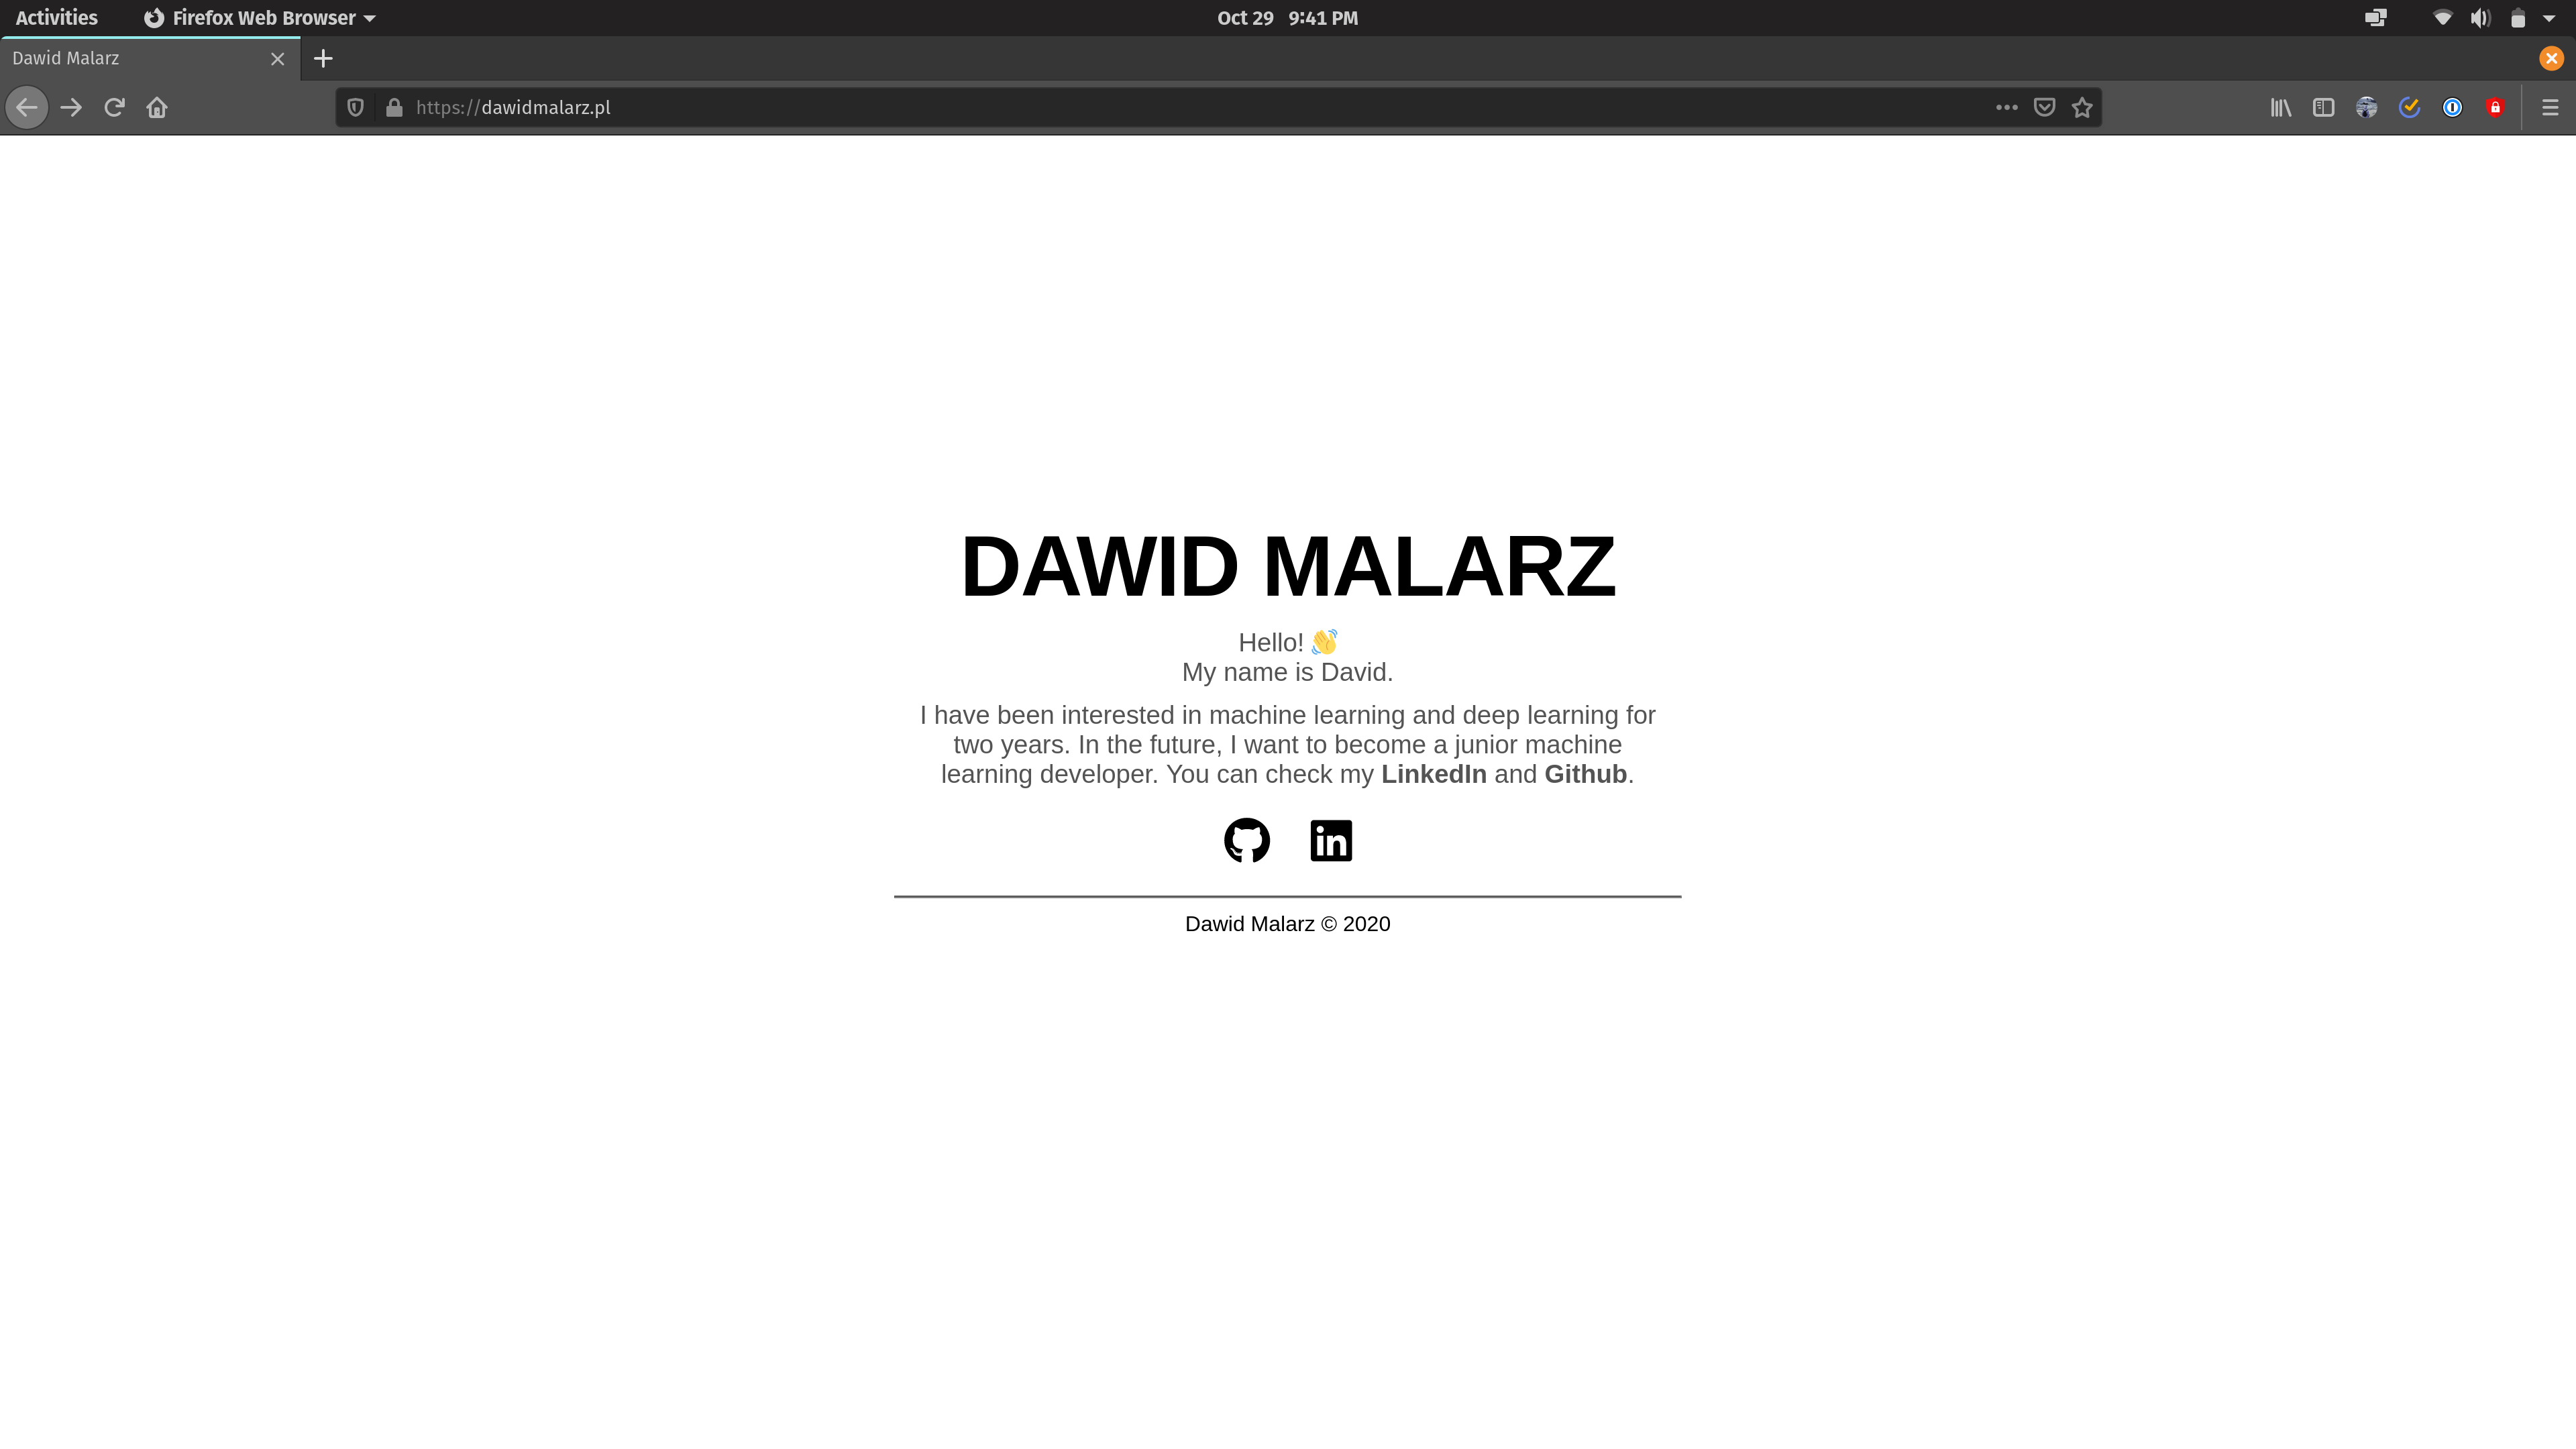 Activities Firefox Web Browser Oct 29 9:41 PM
Dawid Malarz
https://dawidmalarz.pl
DAWID MALARZ
Hello! 👋
My name is David.
I have been interested in machine learning and deep learning for
two years. In the future, I want to become a junior machine
learning developer. You can check my LinkedIn and Github.
in
Dawid Malarz © 2020